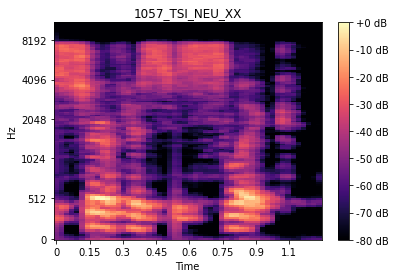 1057_TSI_NEU_XX
Hz
8192
4096
2048
1024
512
0
0 0.15 0.3 0.45 0.6 0.75 0.9 1.1
Time
+0 dB
-10 dB
-20 dB
-30 dB
-40 dB
-50 dB
-60 dB
-70 dB
-80 dB